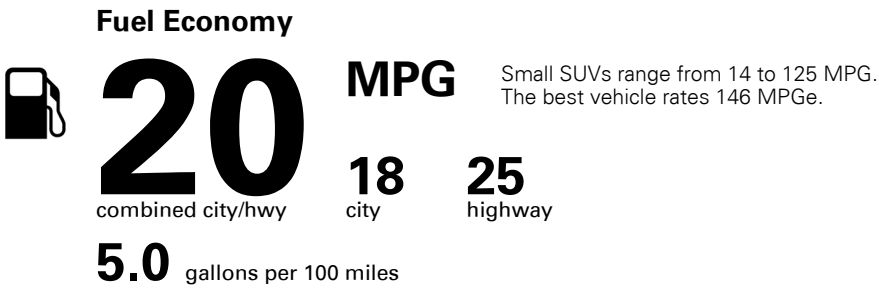 Fuel Economy
20 MPG
Small SUVs range from 14 to 125 MPG.
The best vehicle rates 146 MPGe.
combined city/hwy
18
city
25
highway
5.0 gallons per 100 miles